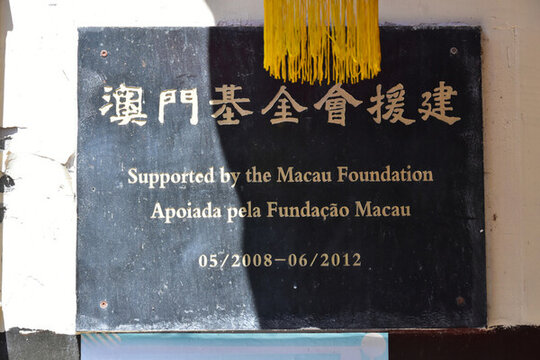 澳門基金會援建
Supported by the Macau Foundation
Apoiada pela Fundação Macau
05/2008-06/2012